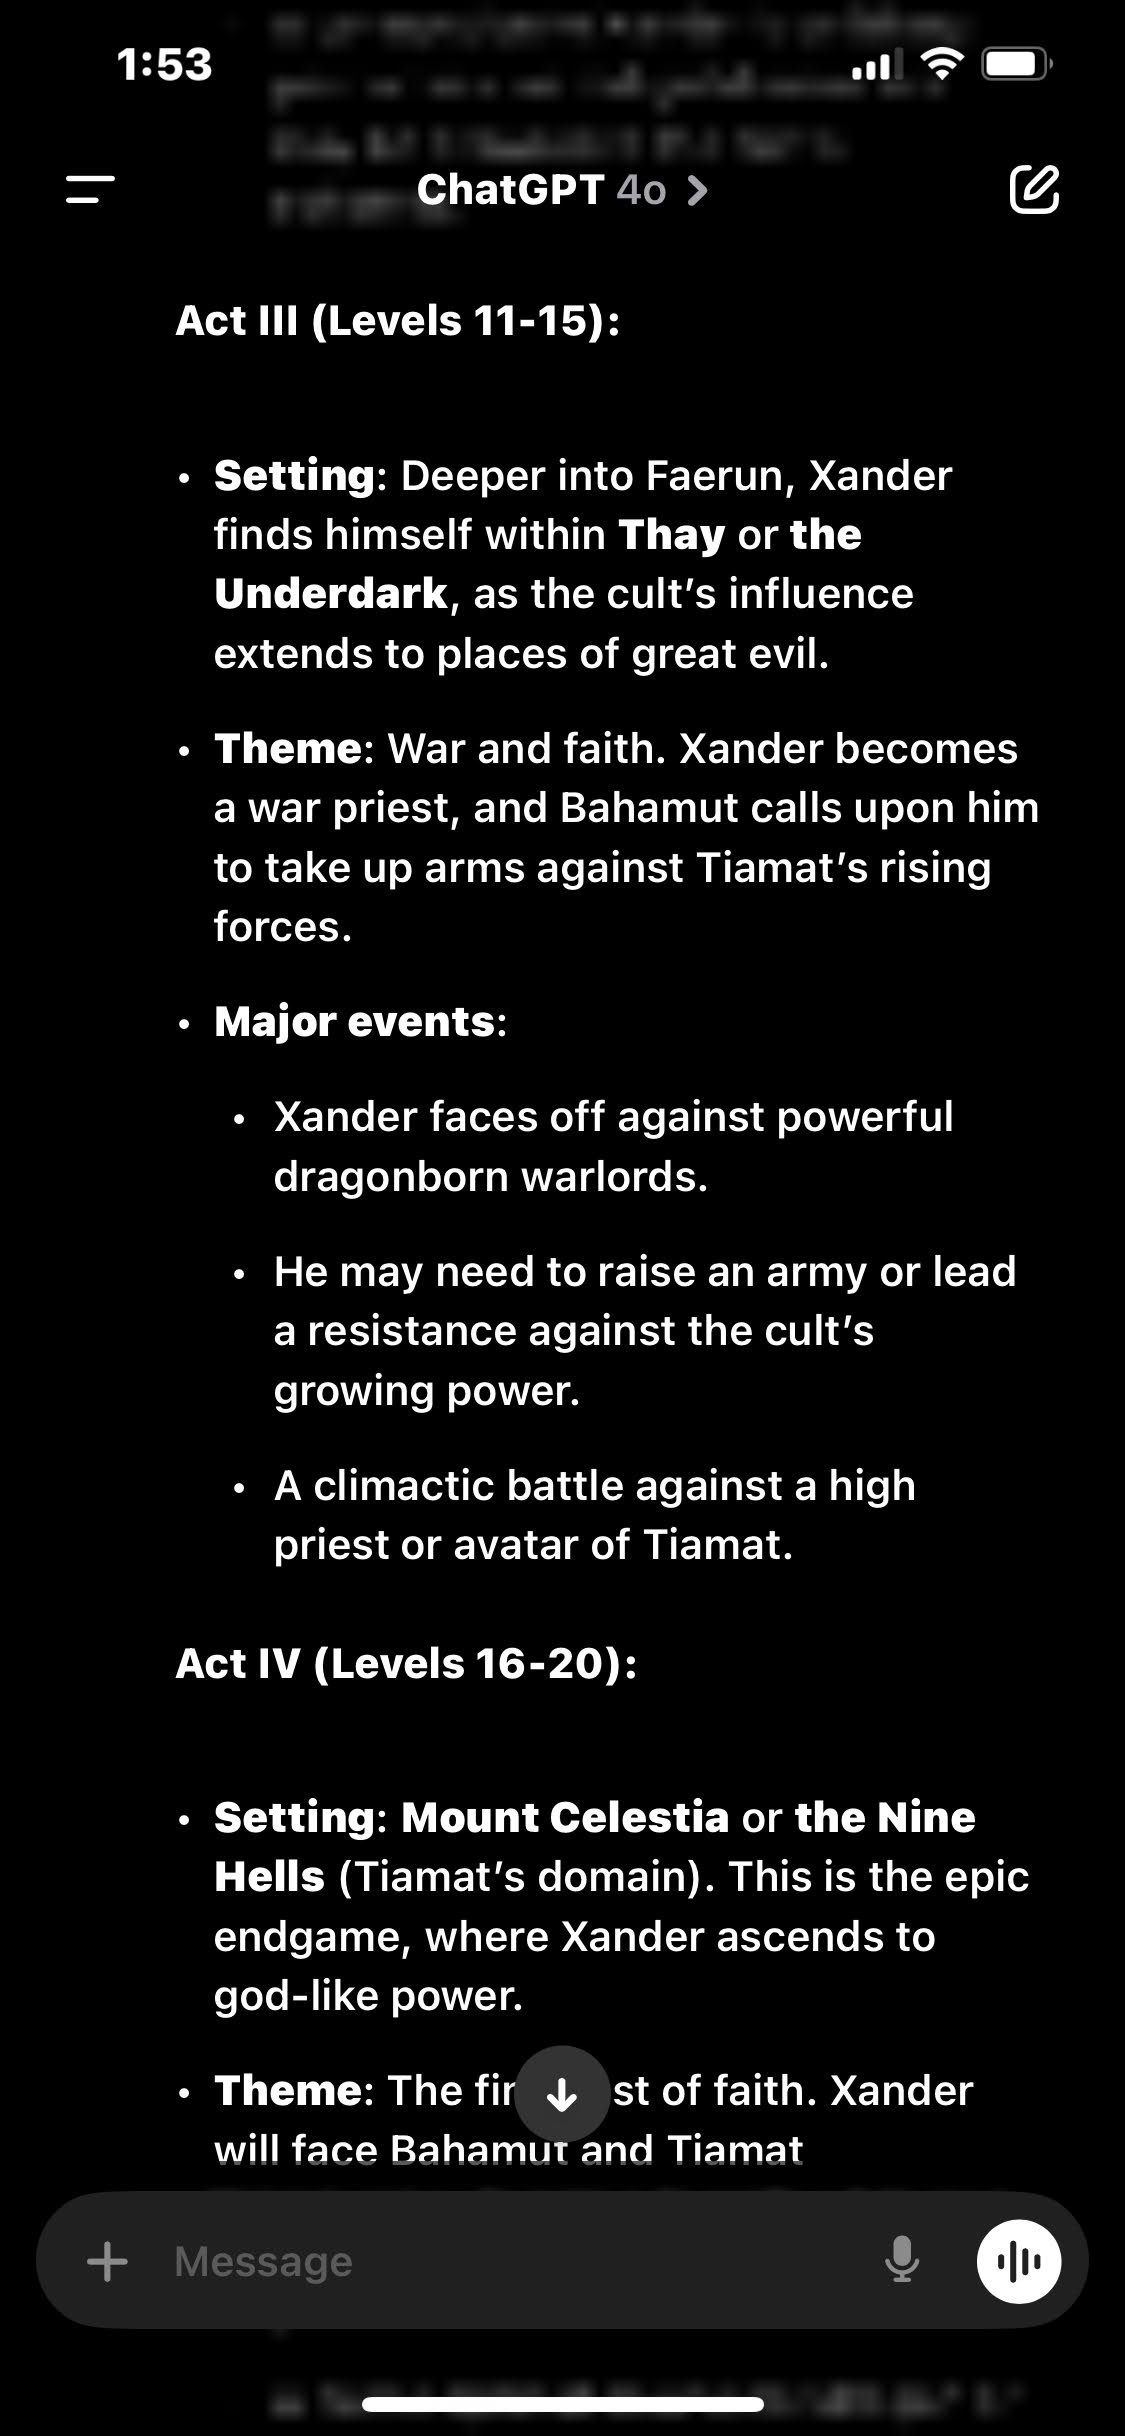 1:53
ChatGPT 4o >
Act III (Levels 11-15):
• Setting: Deeper into Faerun, Xander
finds himself within Thay or the
Underdark, as the cult’s influence
extends to places of great evil.
• Theme: War and faith. Xander becomes
a war priest, and Bahamut calls upon him
to take up arms against Tiamat’s rising
forces.
• Major events:
• Xander faces off against powerful
dragonborn warlords.
• He may need to raise an army or lead
a resistance against the cult’s
growing power.
• A climactic battle against a high
priest or avatar of Tiamat.
Act IV (Levels 16-20):
• Setting: Mount Celestia or the Nine
Hells (Tiamat’s domain). This is the epic
endgame, where Xander ascends to
god-like power.
• Theme: The of faith. Xander
will face Bahamut and Tiamat
Message